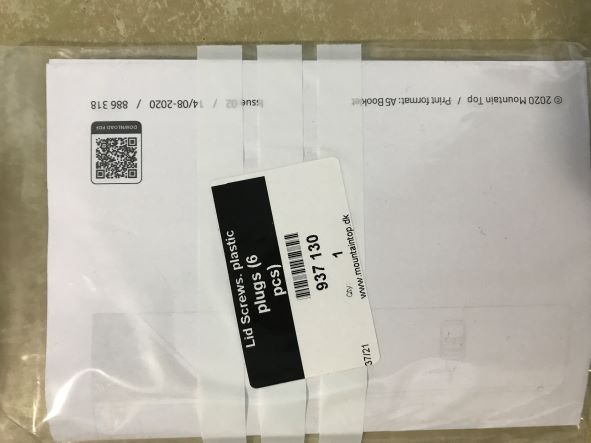 © 2020 Mountain Top / Print format: A5 Booklet
Issue 02 / 14/08-2020 / 886 318
DOWNLOAD PDF
Lid Screws. plastic
plugs (6
pcs)
937 130
Qty 1
www.mountaintop.dk
37/21